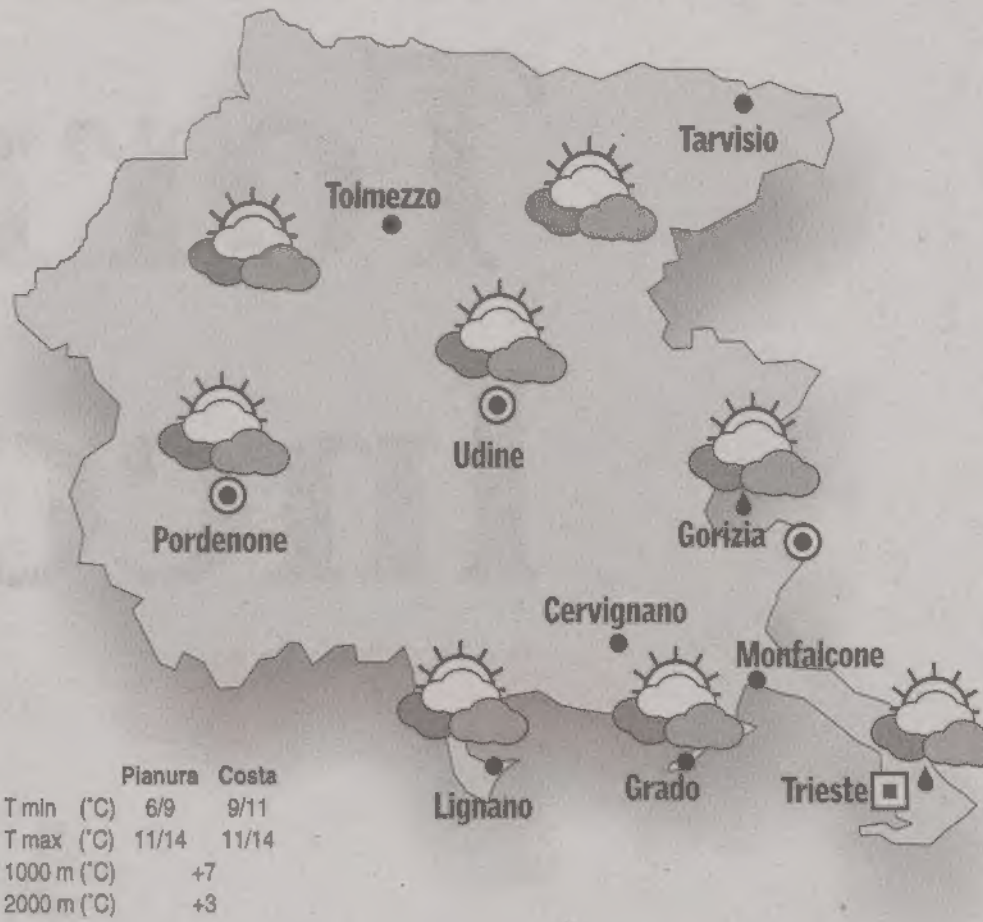 Tarvisio
Tolmezzo
Udine
Pordenone
Gorizia
Cervignano
Monfalcone
Lignano
Grado
Trieste
Pianura Costa
T min (°C) 6/9 9/11
T max (°C) 11/14 11/14
1000 m (°C) +7
2000 m (°C) +3